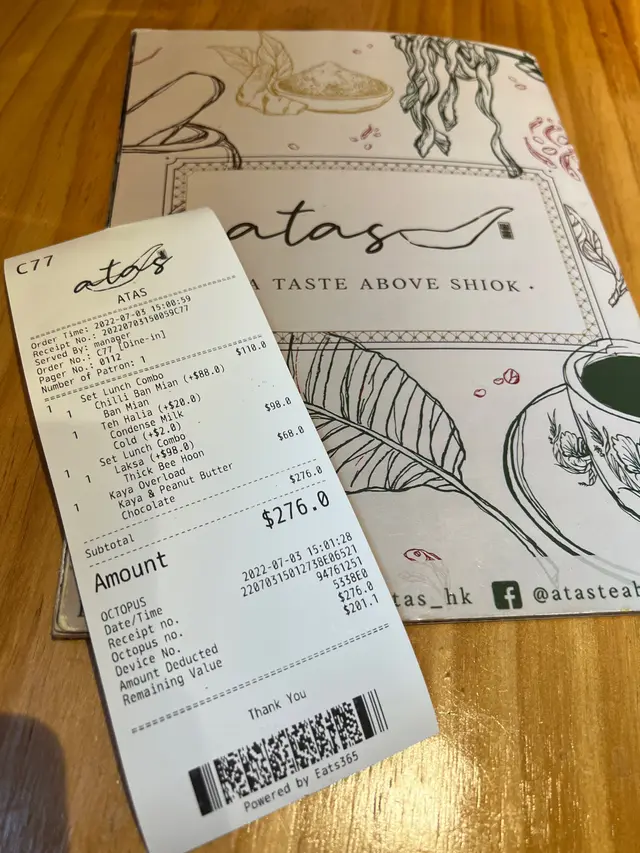 C77
atas
ATAS
Order Time: 2022-07-03 15:00:59
Receipt No.: 2022070315005​9C77
Served By: manager
Order No.: C77 [Dine-in]
Pager No.: 0112
Number of Patron: 1
1 Set Lunch Combo $110.0
1 Chilli Ban Mian (+$88.0)
Ban Mian
1 Teh Halia (+$20.0)
Condense Milk
Cold (+$2.0)
1 Set Lunch Combo $98.0
1 Laksa (+$98.0)
Thick Bee Hoon
1 Kaya Overload $68.0
Kaya & Peanut Butter
Chocolate
Subtotal $276.0
Amount $276.0
OCTOPUS
Date/Time 2022-07-03 15:01:28
Receipt no. 22070315012738E06521
Octopus no. 94761251
Device No. 5338E0
Amount Deducted $276.0
Remaining Value $201.1
Thank You
Powered by Eats365
atas
A TASTE ABOVE SHIOK ·
tas_hk
@atasteab